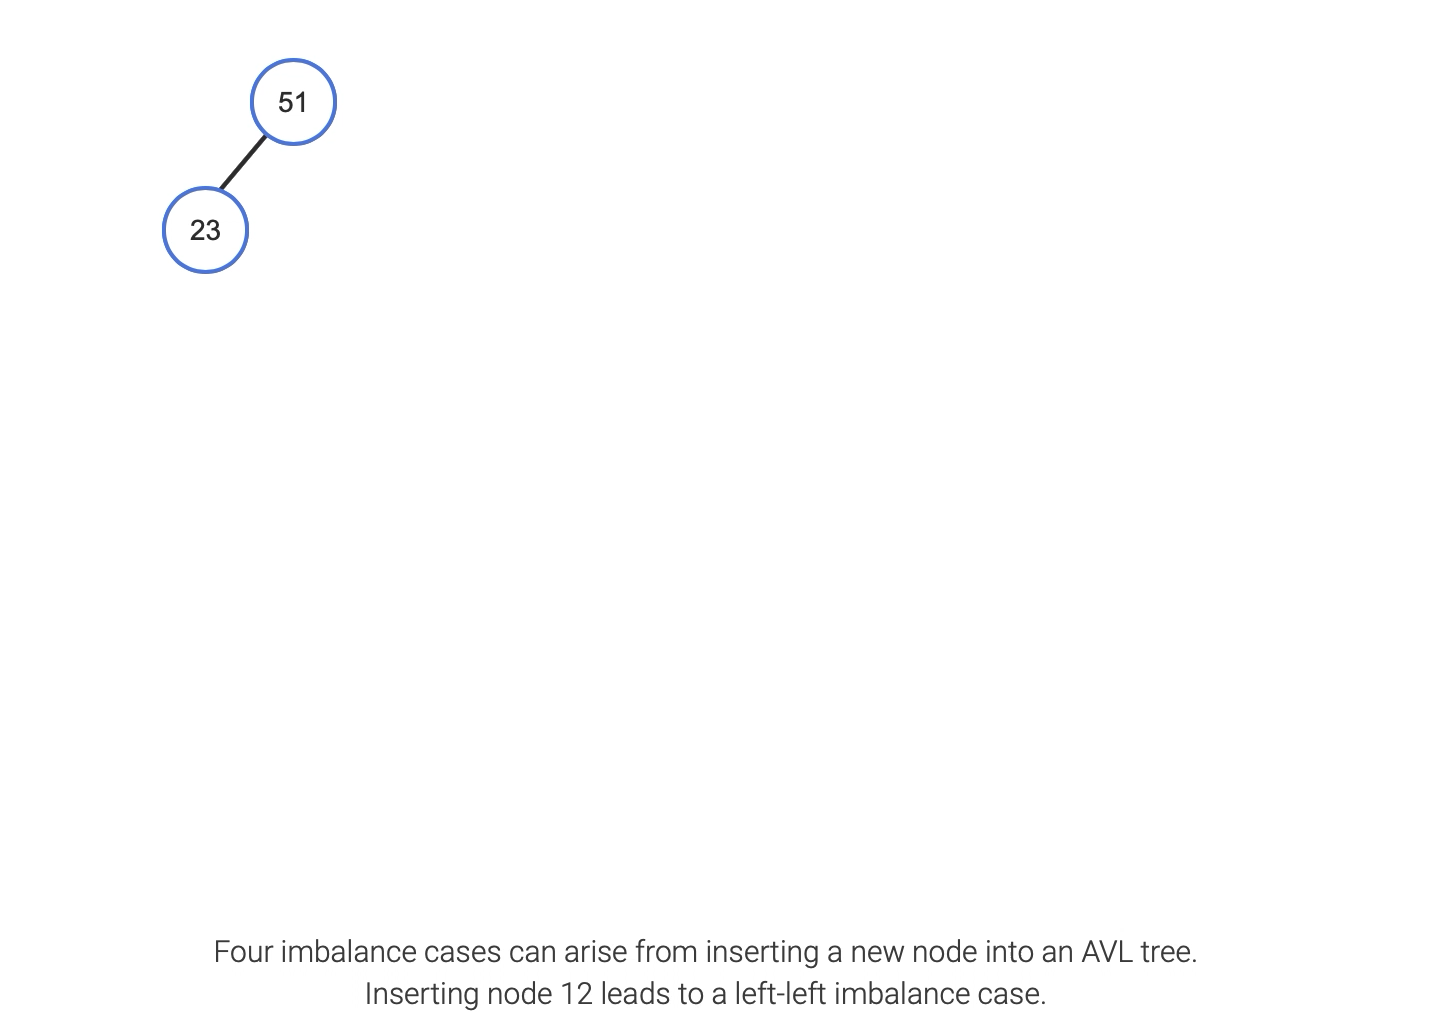 51
23
Four imbalance cases can arise from inserting a new node into an AVL tree.
Inserting node 12 leads to a left-left imbalance case.